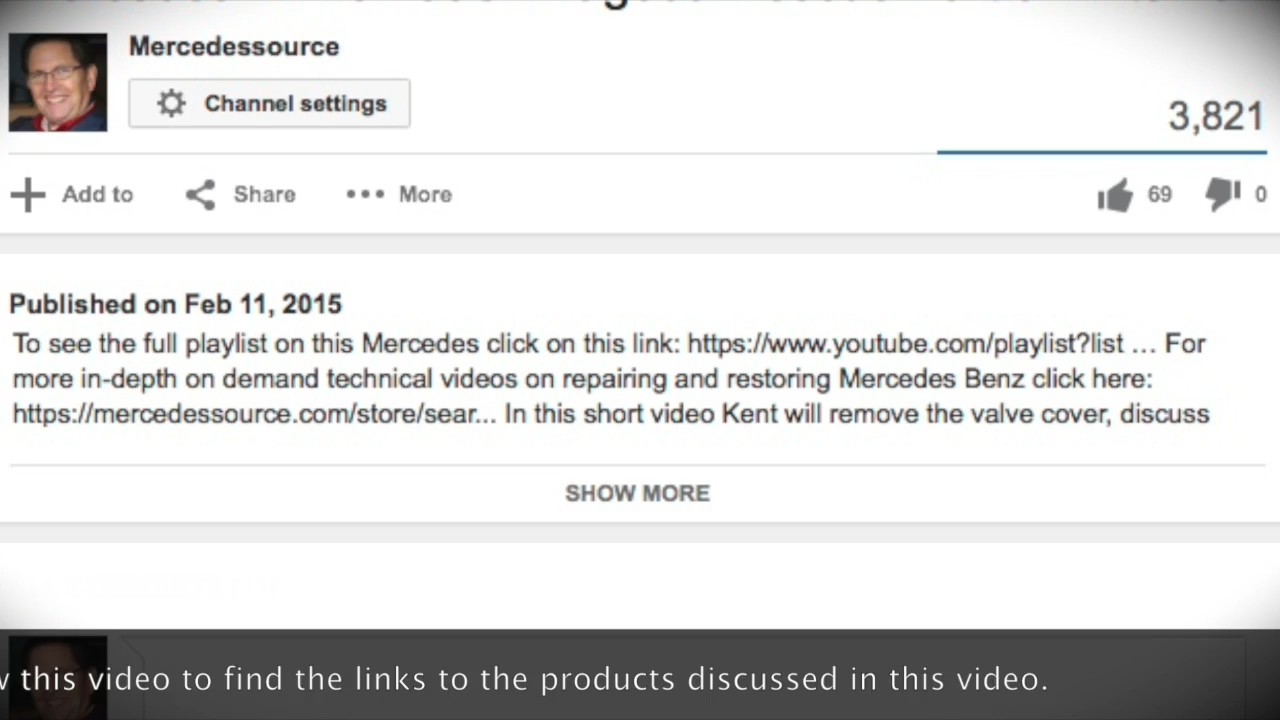 Mercedessource
Channel settings
3,821
Add to Share More 69 0
Published on Feb 11, 2015
To see the full playlist on this Mercedes click on this link: https://www.youtube.com/playlist?list ... For
more in-depth on demand technical videos on repairing and restoring Mercedes Benz click here:
https://mercedessource.com/store/sear... In this short video Kent will remove the valve cover, discuss
SHOW MORE
this video to find the links to the products discussed in this video.